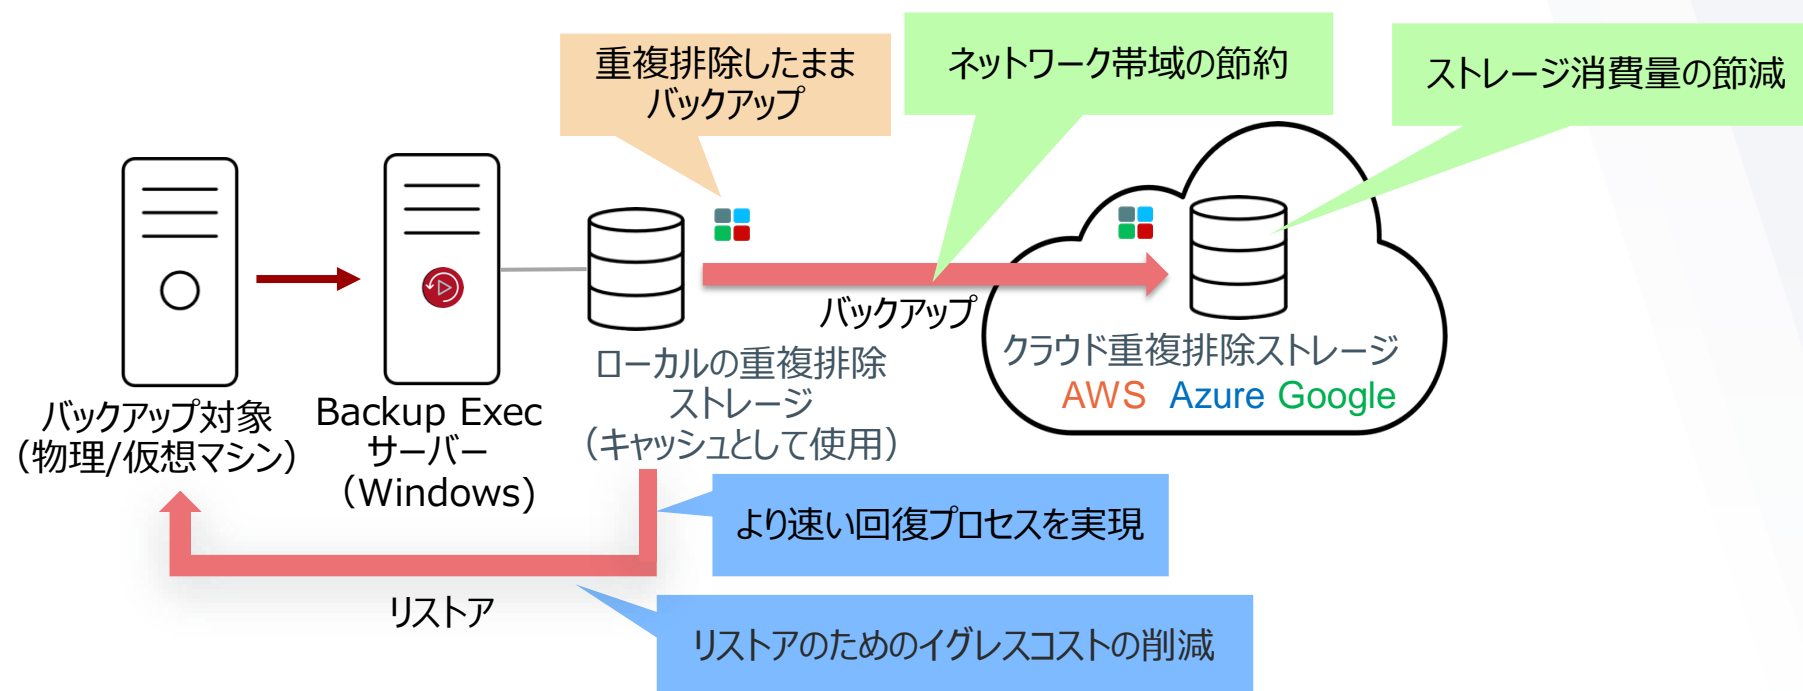 重複排除したまま
バックアップ
ネットワーク帯域の節約
ストレージ消費量の節減
バックアップ
クラウド重複排除ストレージ
AWS Azure Google
ローカルの重複排除
ストレージ
（キャッシュとして使用）
バックアップ対象
（物理/仮想マシン）
Backup Exec
サーバー
（Windows)
より速い回復プロセスを実現
リストア
リストアのためのイグレスコストの削減